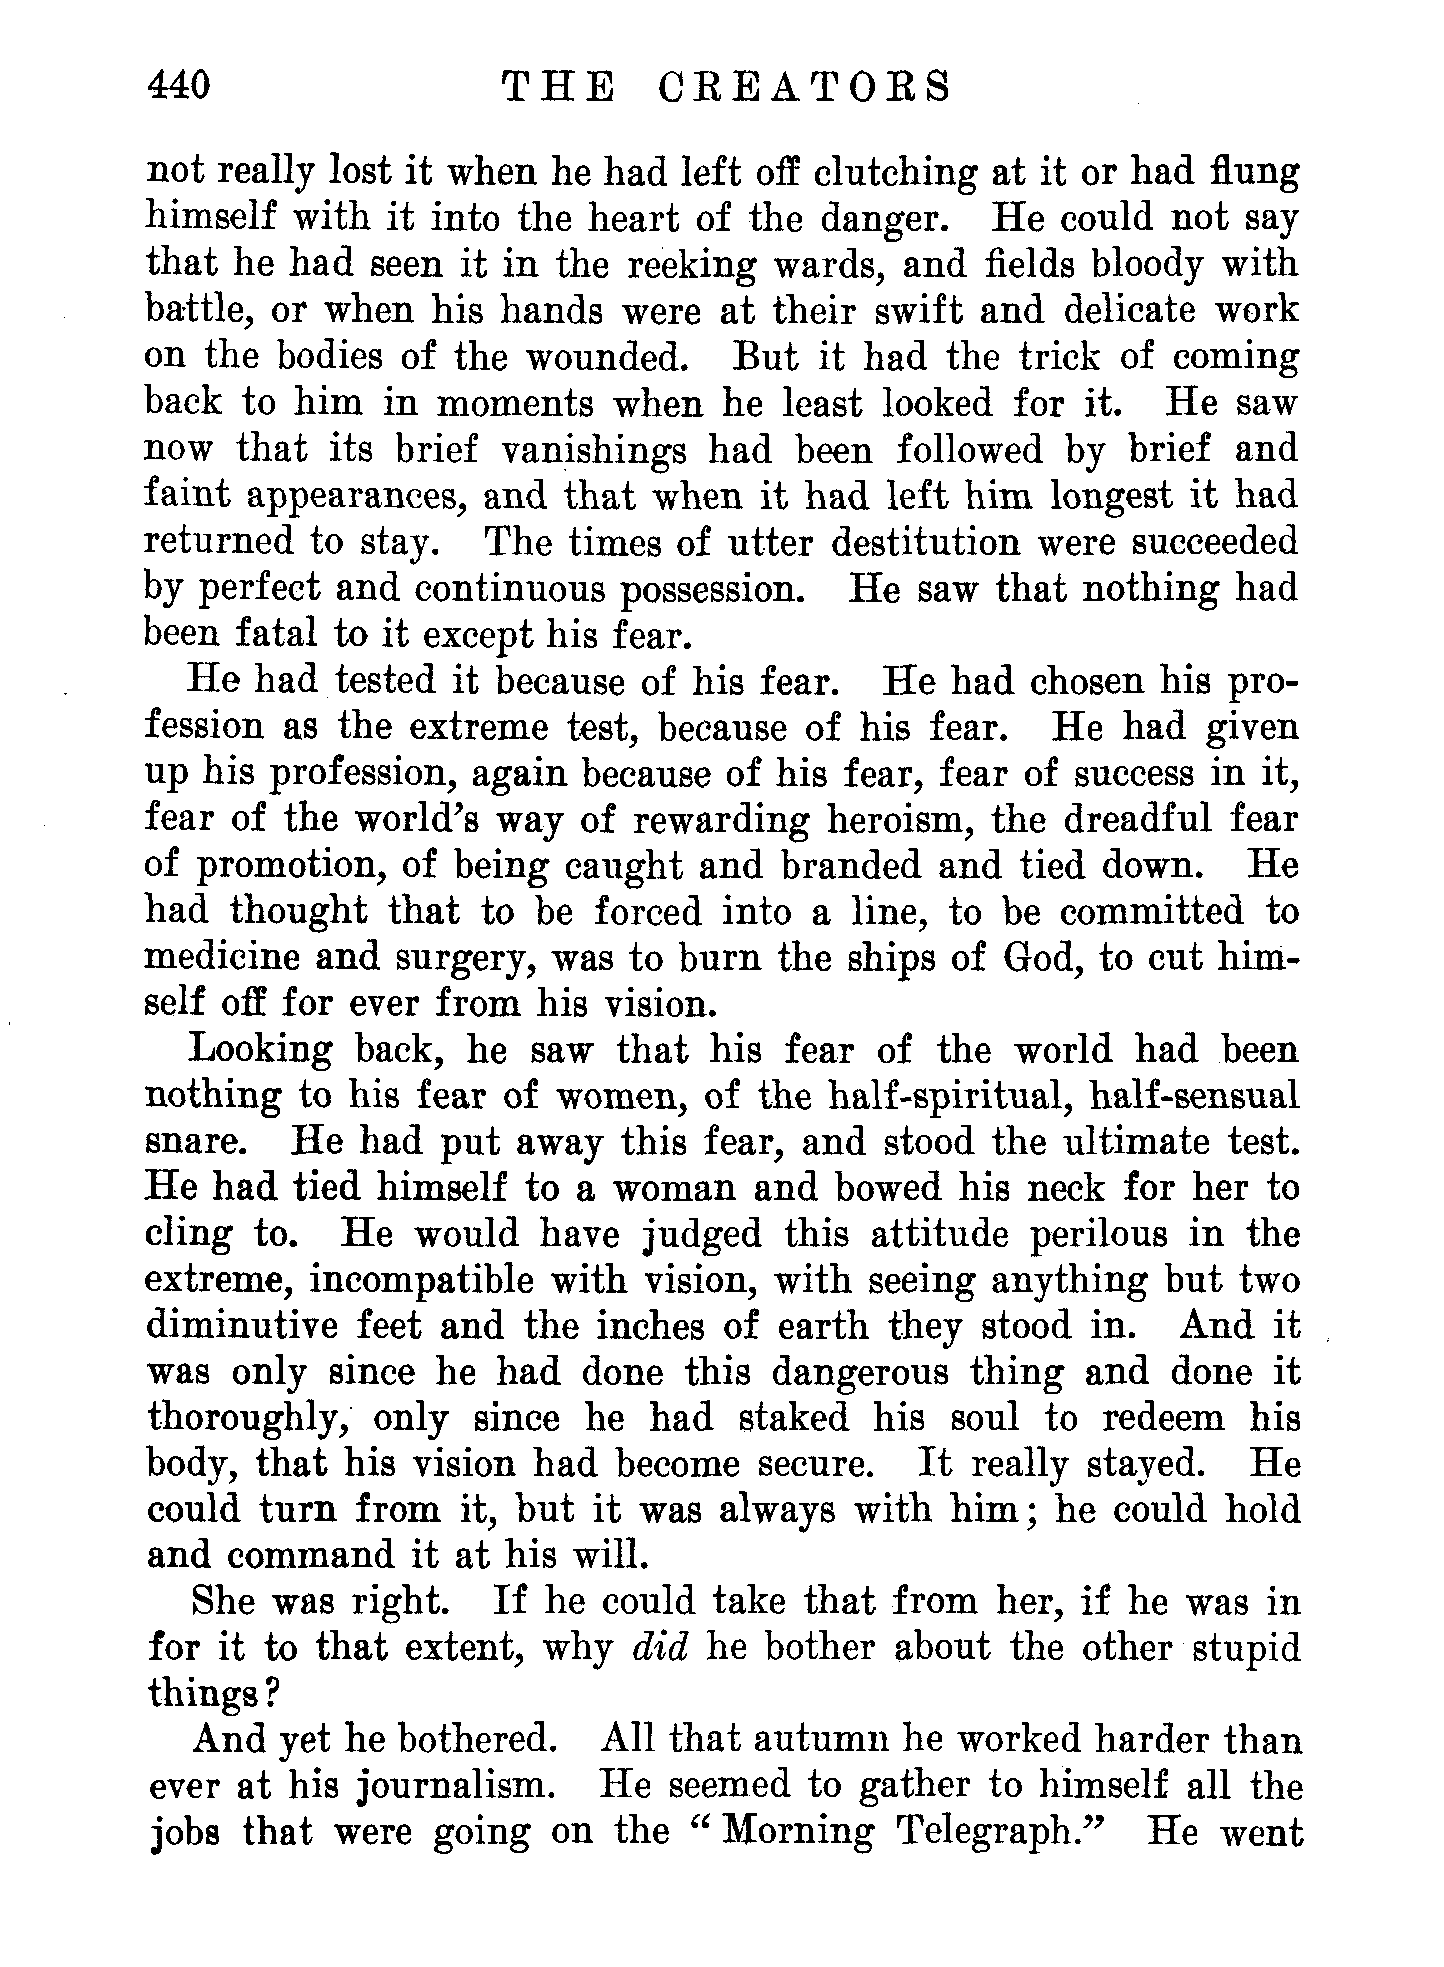 440 THE CREATORS
not really lost it when he had left off clutching at it or had flung
himself with it into the heart of the danger. He could not say
that he had seen it in the reeking wards, and fields bloody with
battle, or when his hands were at their swift and delicate work
on the bodies of the wounded. But it had the trick of coming
back to him in moments when he least looked for it. He saw
now that its brief vanishings had been followed by brief and
faint appearances, and that when it had left him longest it had
returned to stay. The times of utter destitution were succeeded
by perfect and continuous possession. He saw that nothing had
been fatal to it except his fear.
He had tested it because of his fear. He had chosen his pro-
fession as the extreme test, because of his fear. He had given
up his profession, again because of his fear, fear of success in it,
fear of the world's way of rewarding heroism, the dreadful fear
of promotion, of being caught and branded and tied down. He
had thought that to be forced into a line, to be committed to
medicine and surgery, was to burn the ships of God, to cut him-
self off for ever from his vision.
Looking back, he saw that his fear of the world had been
nothing to his fear of women, of the half-spiritual, half-sensual
snare. He had put away this fear, and stood the ultimate test.
He had tied himself to a woman and bowed his neck for her to
cling to. He would have judged this attitude perilous in the
extreme, incompatible with vision, with seeing anything but two
diminutive feet and the inches of earth they stood in. And it
was only since he had done this dangerous thing and done it
thoroughly, only since he had staked his soul to redeem his
body, that his vision had become secure. It really stayed. He
could turn from it, but it was always with him; he could hold
and command it at his will.
She was right. If he could take that from her, if he was in
for it to that extent, why did he bother about the other stupid
things?
And yet he bothered. All that autumn he worked harder than
ever at his journalism. He seemed to gather to himself all the
jobs that were going on the "Morning Telegraph." He went